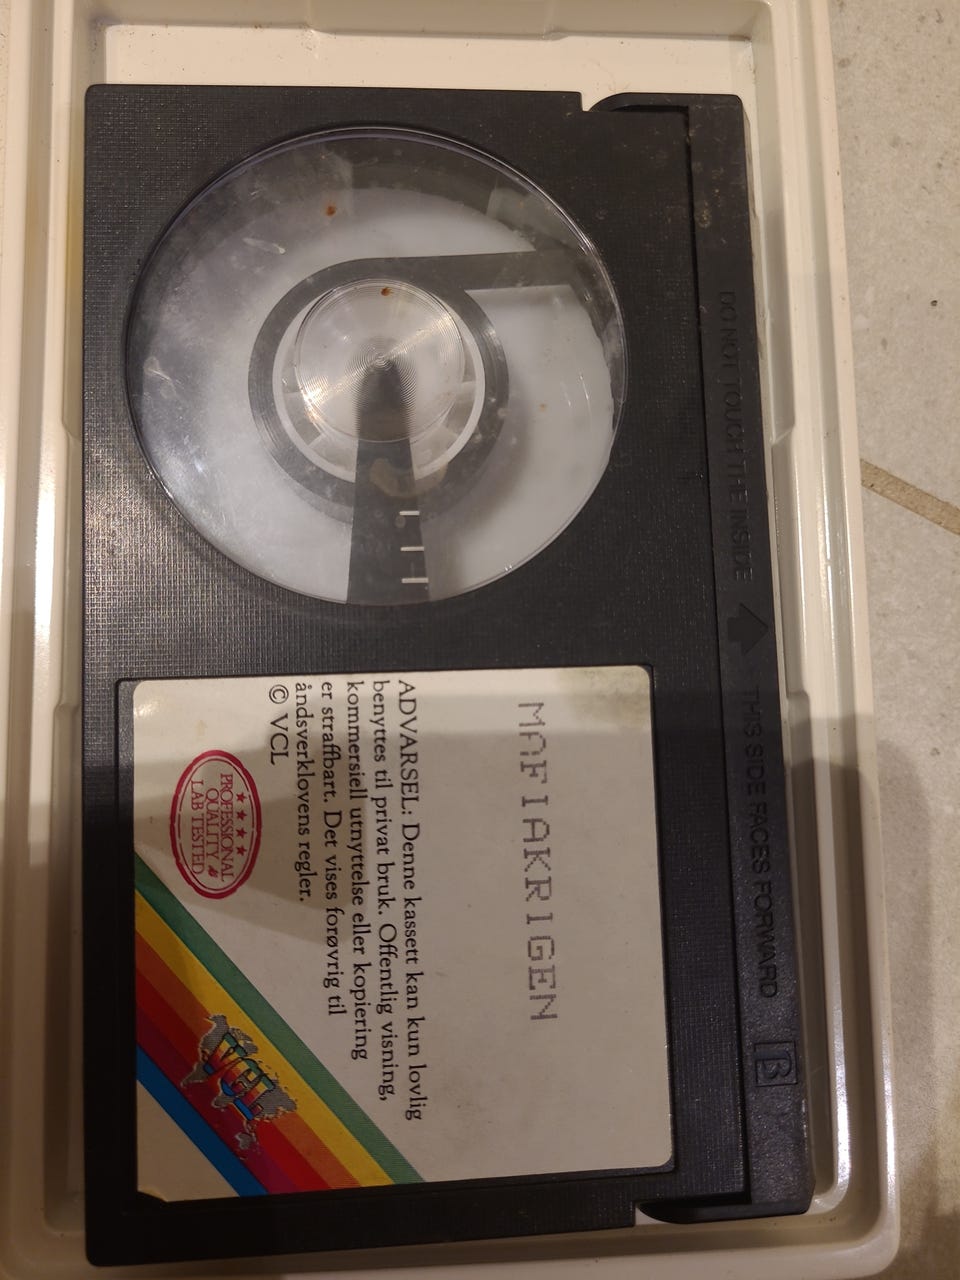 DO NOT TOUCH THE INSIDE THIS SIDE FACES FORWARD B
MAFIAKRIGEN
ADVARSEL: Denne kassett kan kun lovlig
benyttes til privat bruk. Offentlig visning,
kommersiell utnyttelse eller kopiering
er straffbart. Det vises forøvrig til
åndsverklovens regler.
© VCL
PROFESSIONAL
QUALITY
LAB TESTED
VCL